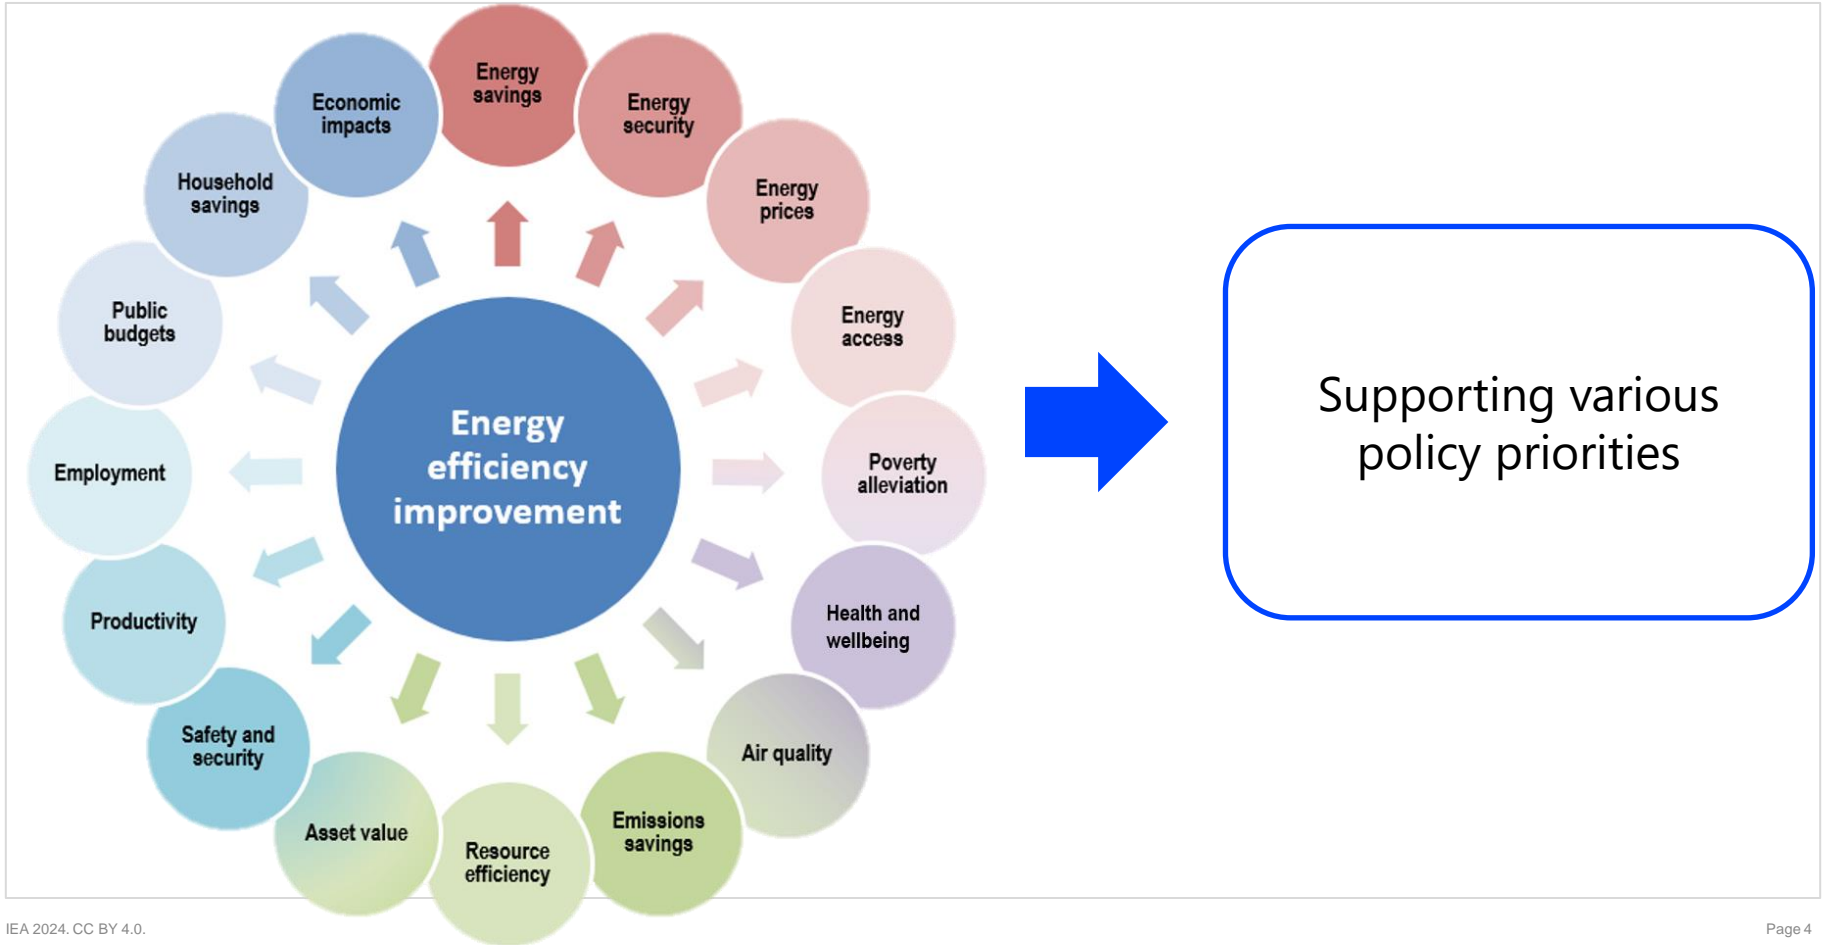 Energy
savings
Energy
security
Energy
prices
Energy
access
Poverty
alleviation
Health and
wellbeing
Air quality
Emissions
savings
Resource
efficiency
Asset value
Safety and
security
Productivity
Employment
Public
budgets
Household
savings
Economic
impacts
Energy
efficiency
improvement
Supporting various
policy priorities
IEA 2024. CC BY 4.0.
Page 4